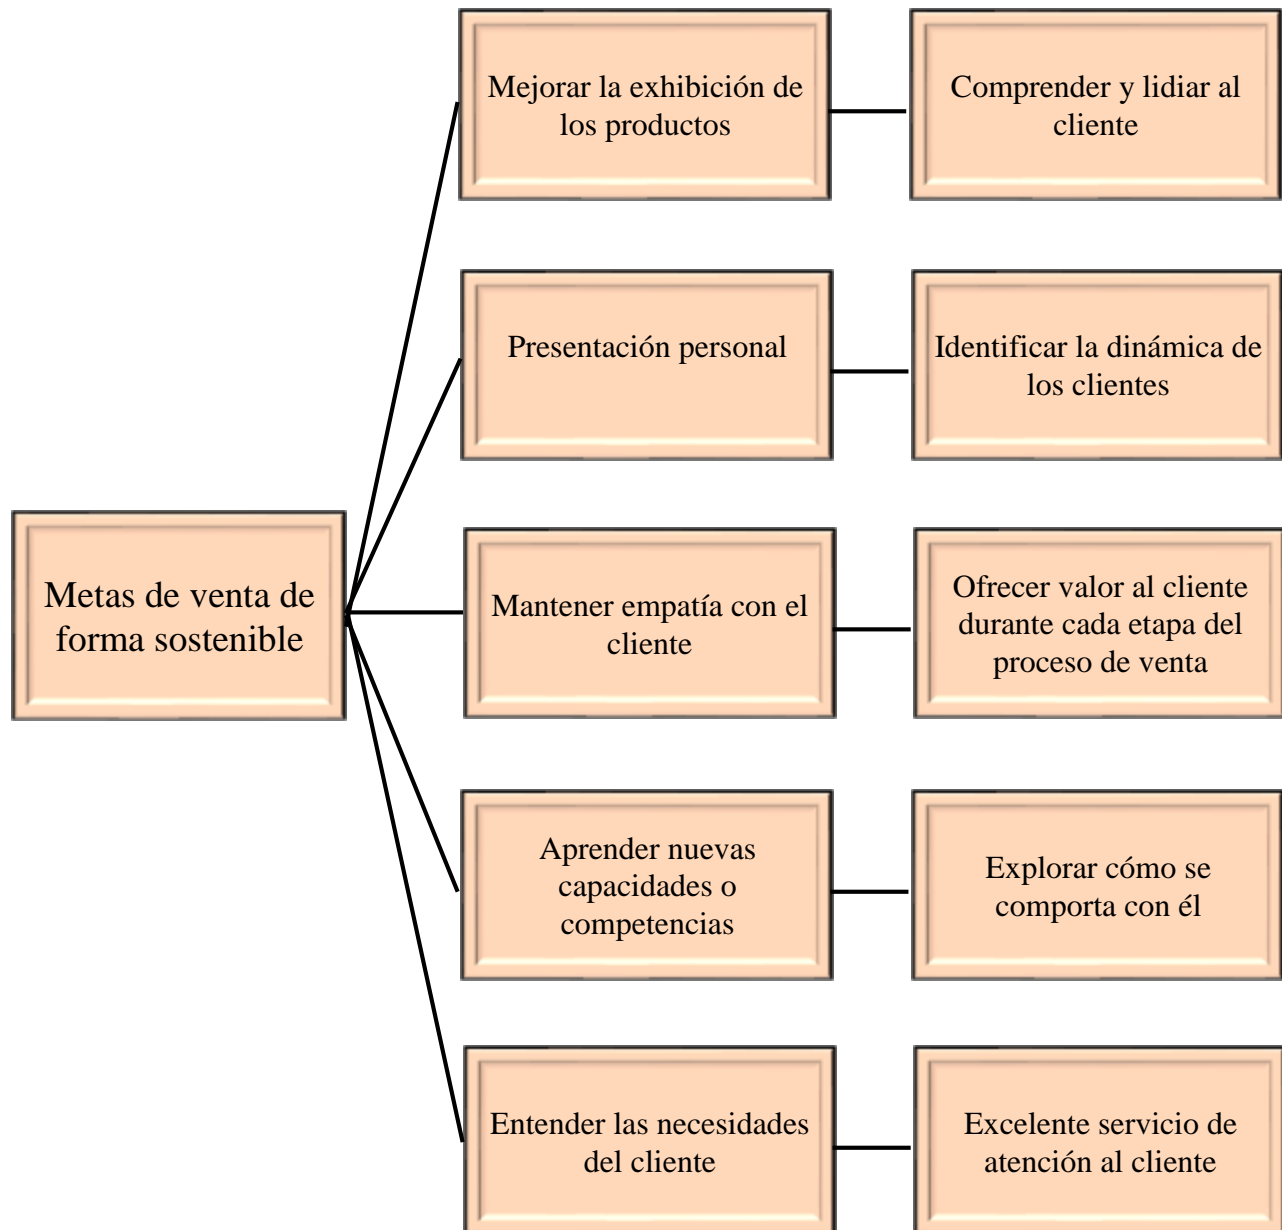 Mejorar la exhibición de
los productos
Comprender y lidiar al
cliente
Presentación personal
Identificar la dinámica de
los clientes
Metas de venta de
forma sostenible
Mantener empatía con el
cliente
Ofrecer valor al cliente
durante cada etapa del
proceso de venta
Aprender nuevas
capacidades o
competencias
Explorar cómo se
comporta con él
Entender las necesidades
del cliente
Excelente servicio de
atención al cliente